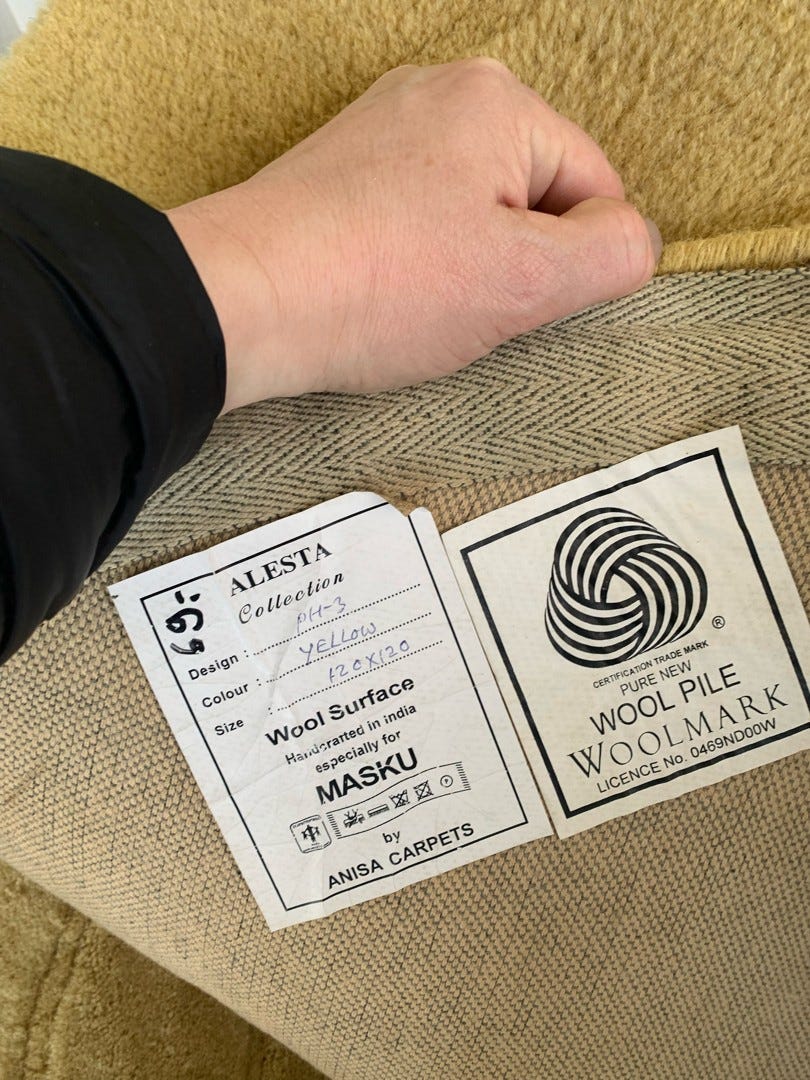 ALESTA
Collection
Design : PH-3
Colour : YELLOW
Size : 120X120
Wool Surface
Handcrafted in india
especially for
MASKU
by
ANISA CARPETS
®
CERTIFICATION TRADE MARK
PURE NEW
WOOL PILE
WOOLMARK
LICENCE No. 0469ND00W